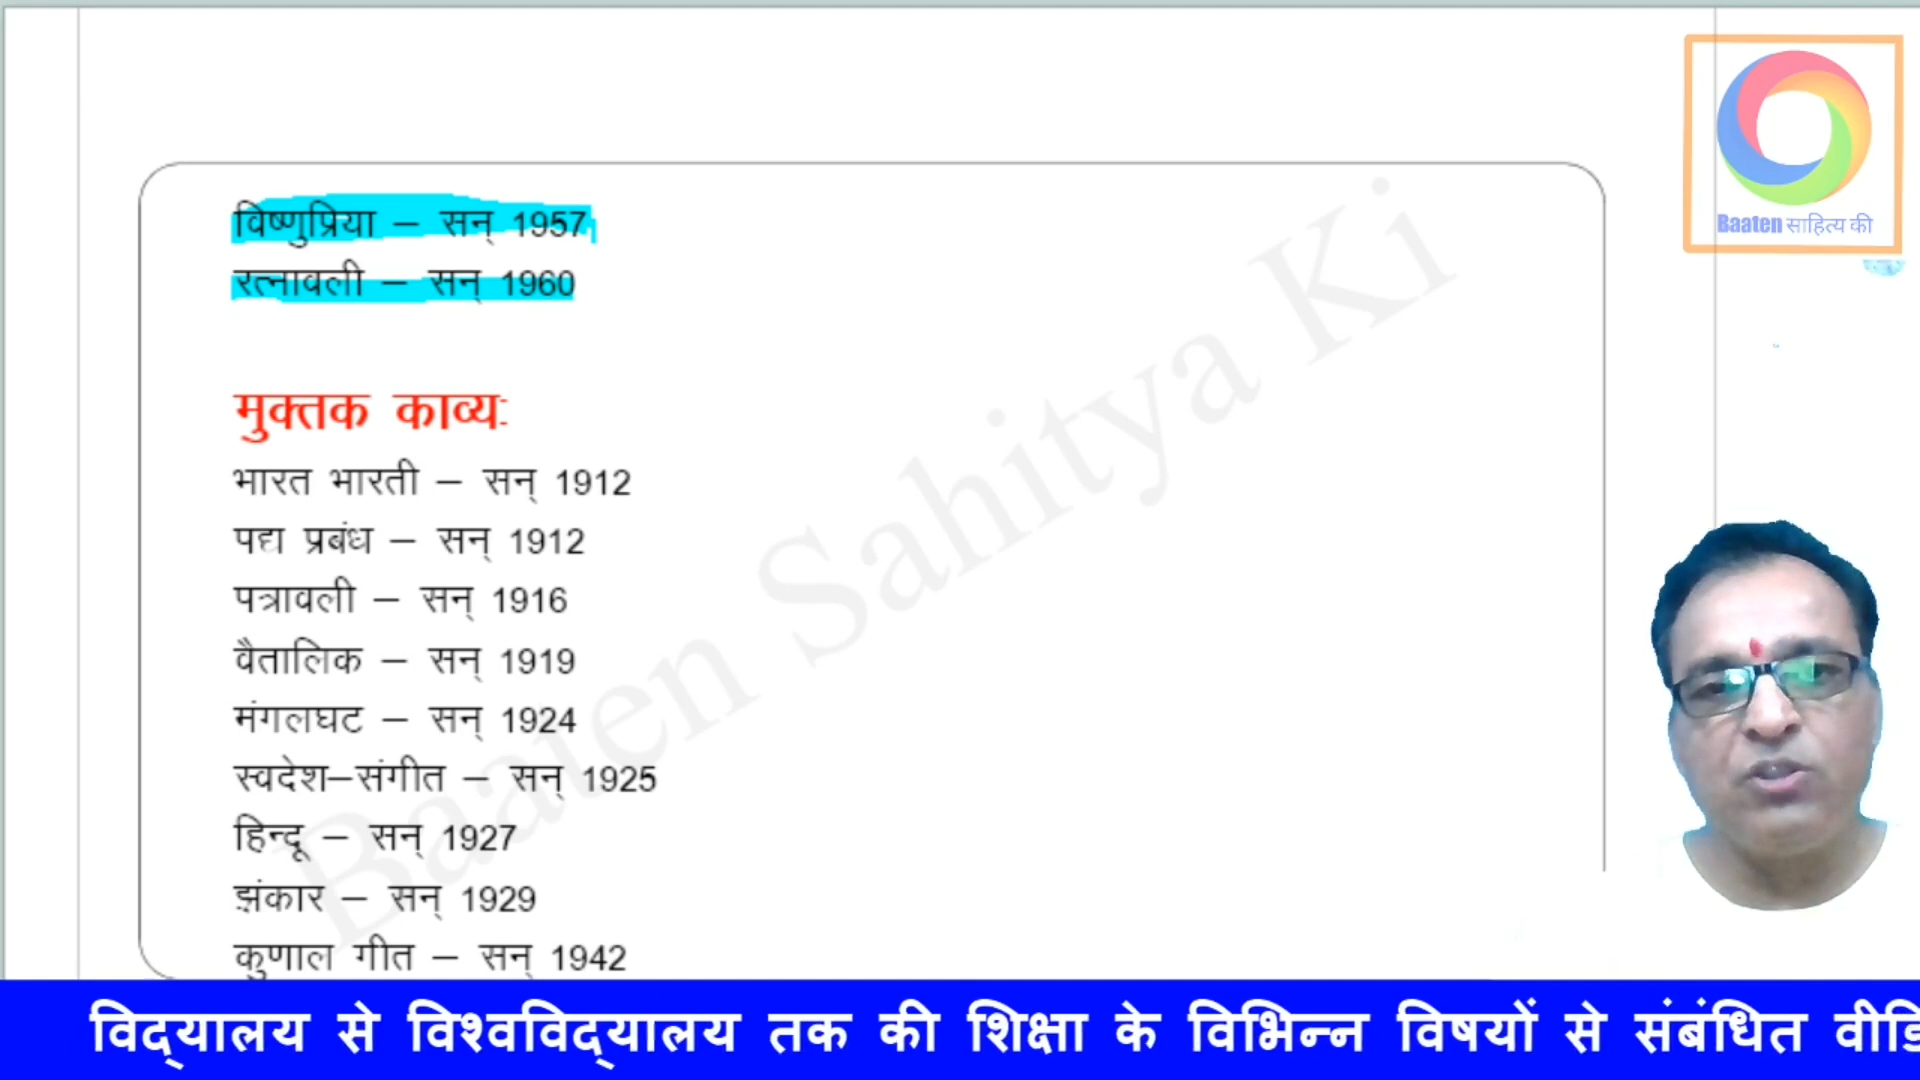 Baaten साहित्य की
विष्णुप्रिया – सन् 1957
रत्नावली – सन् 1960
मुक्तक काव्य:
भारत भारती – सन् 1912
पद्य प्रबंध – सन् 1912
पत्रावली – सन् 1916
वैतालिक – सन् 1919
मंगलघट – सन् 1924
स्वदेश–संगीत – सन् 1925
हिन्दू – सन् 1927
झंकार – सन् 1929
कुणाल गीत – सन् 1942
Baaten Sahitya Ki
विद्यालय से विश्वविद्यालय तक की शिक्षा के विभिन्न विषयों से संबंधित वीडि